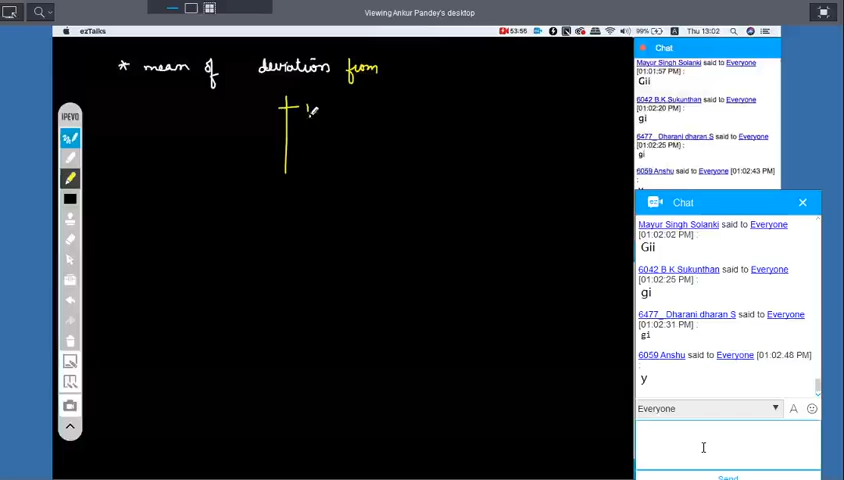 Viewing Ankur Pandey's desktop
ezTalks
53:56
99%
A
Thu 13:02
* mean of deviation from
IPEVO
Chat
Mayur Singh Solanki said to Everyone
[01:01:57 PM] :
Gii
6042 B.K.Sukunthan said to Everyone
[01:02:20 PM] :
gi
6477_ Dharani dharan S said to Everyone
[01:02:25 PM] :
gi
6059 Anshu said to Everyone [01:02:43 PM]
:
Chat
Mayur Singh Solanki said to Everyone
[01:02:02 PM] :
Gii
6042 B.K.Sukunthan said to Everyone
[01:02:25 PM] :
gi
6477_ Dharani dharan S said to Everyone
[01:02:31 PM] :
gi
6059 Anshu said to Everyone [01:02:48 PM]
:
y
Everyone
A
Send